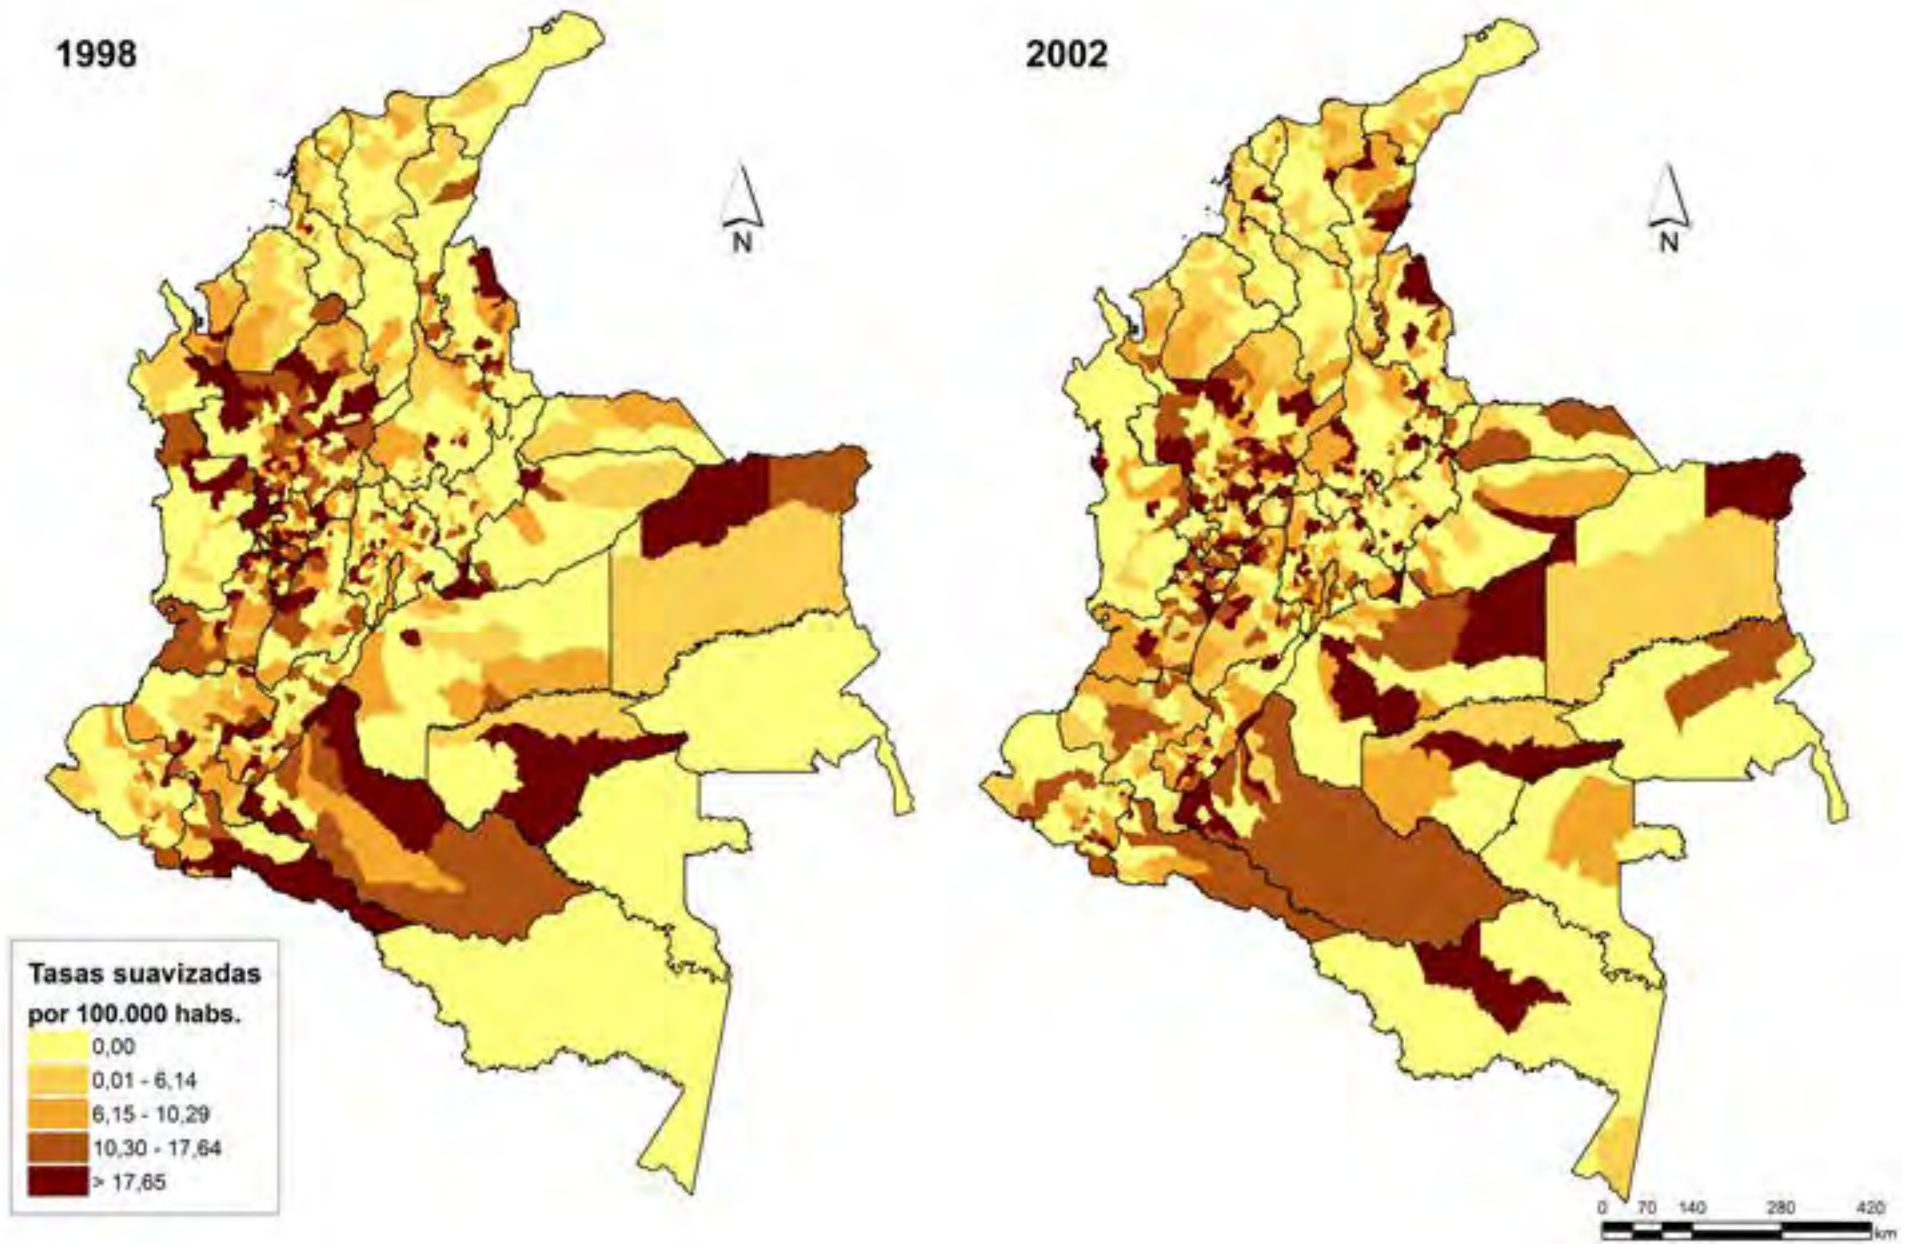 1998
2002
N
N
Tasas suavizadas
por 100.000 habs.
0,00
0,01 - 6,14
6,15 - 10,29
10,30 - 17,64
> 17,65
0 70 140 280 420
km